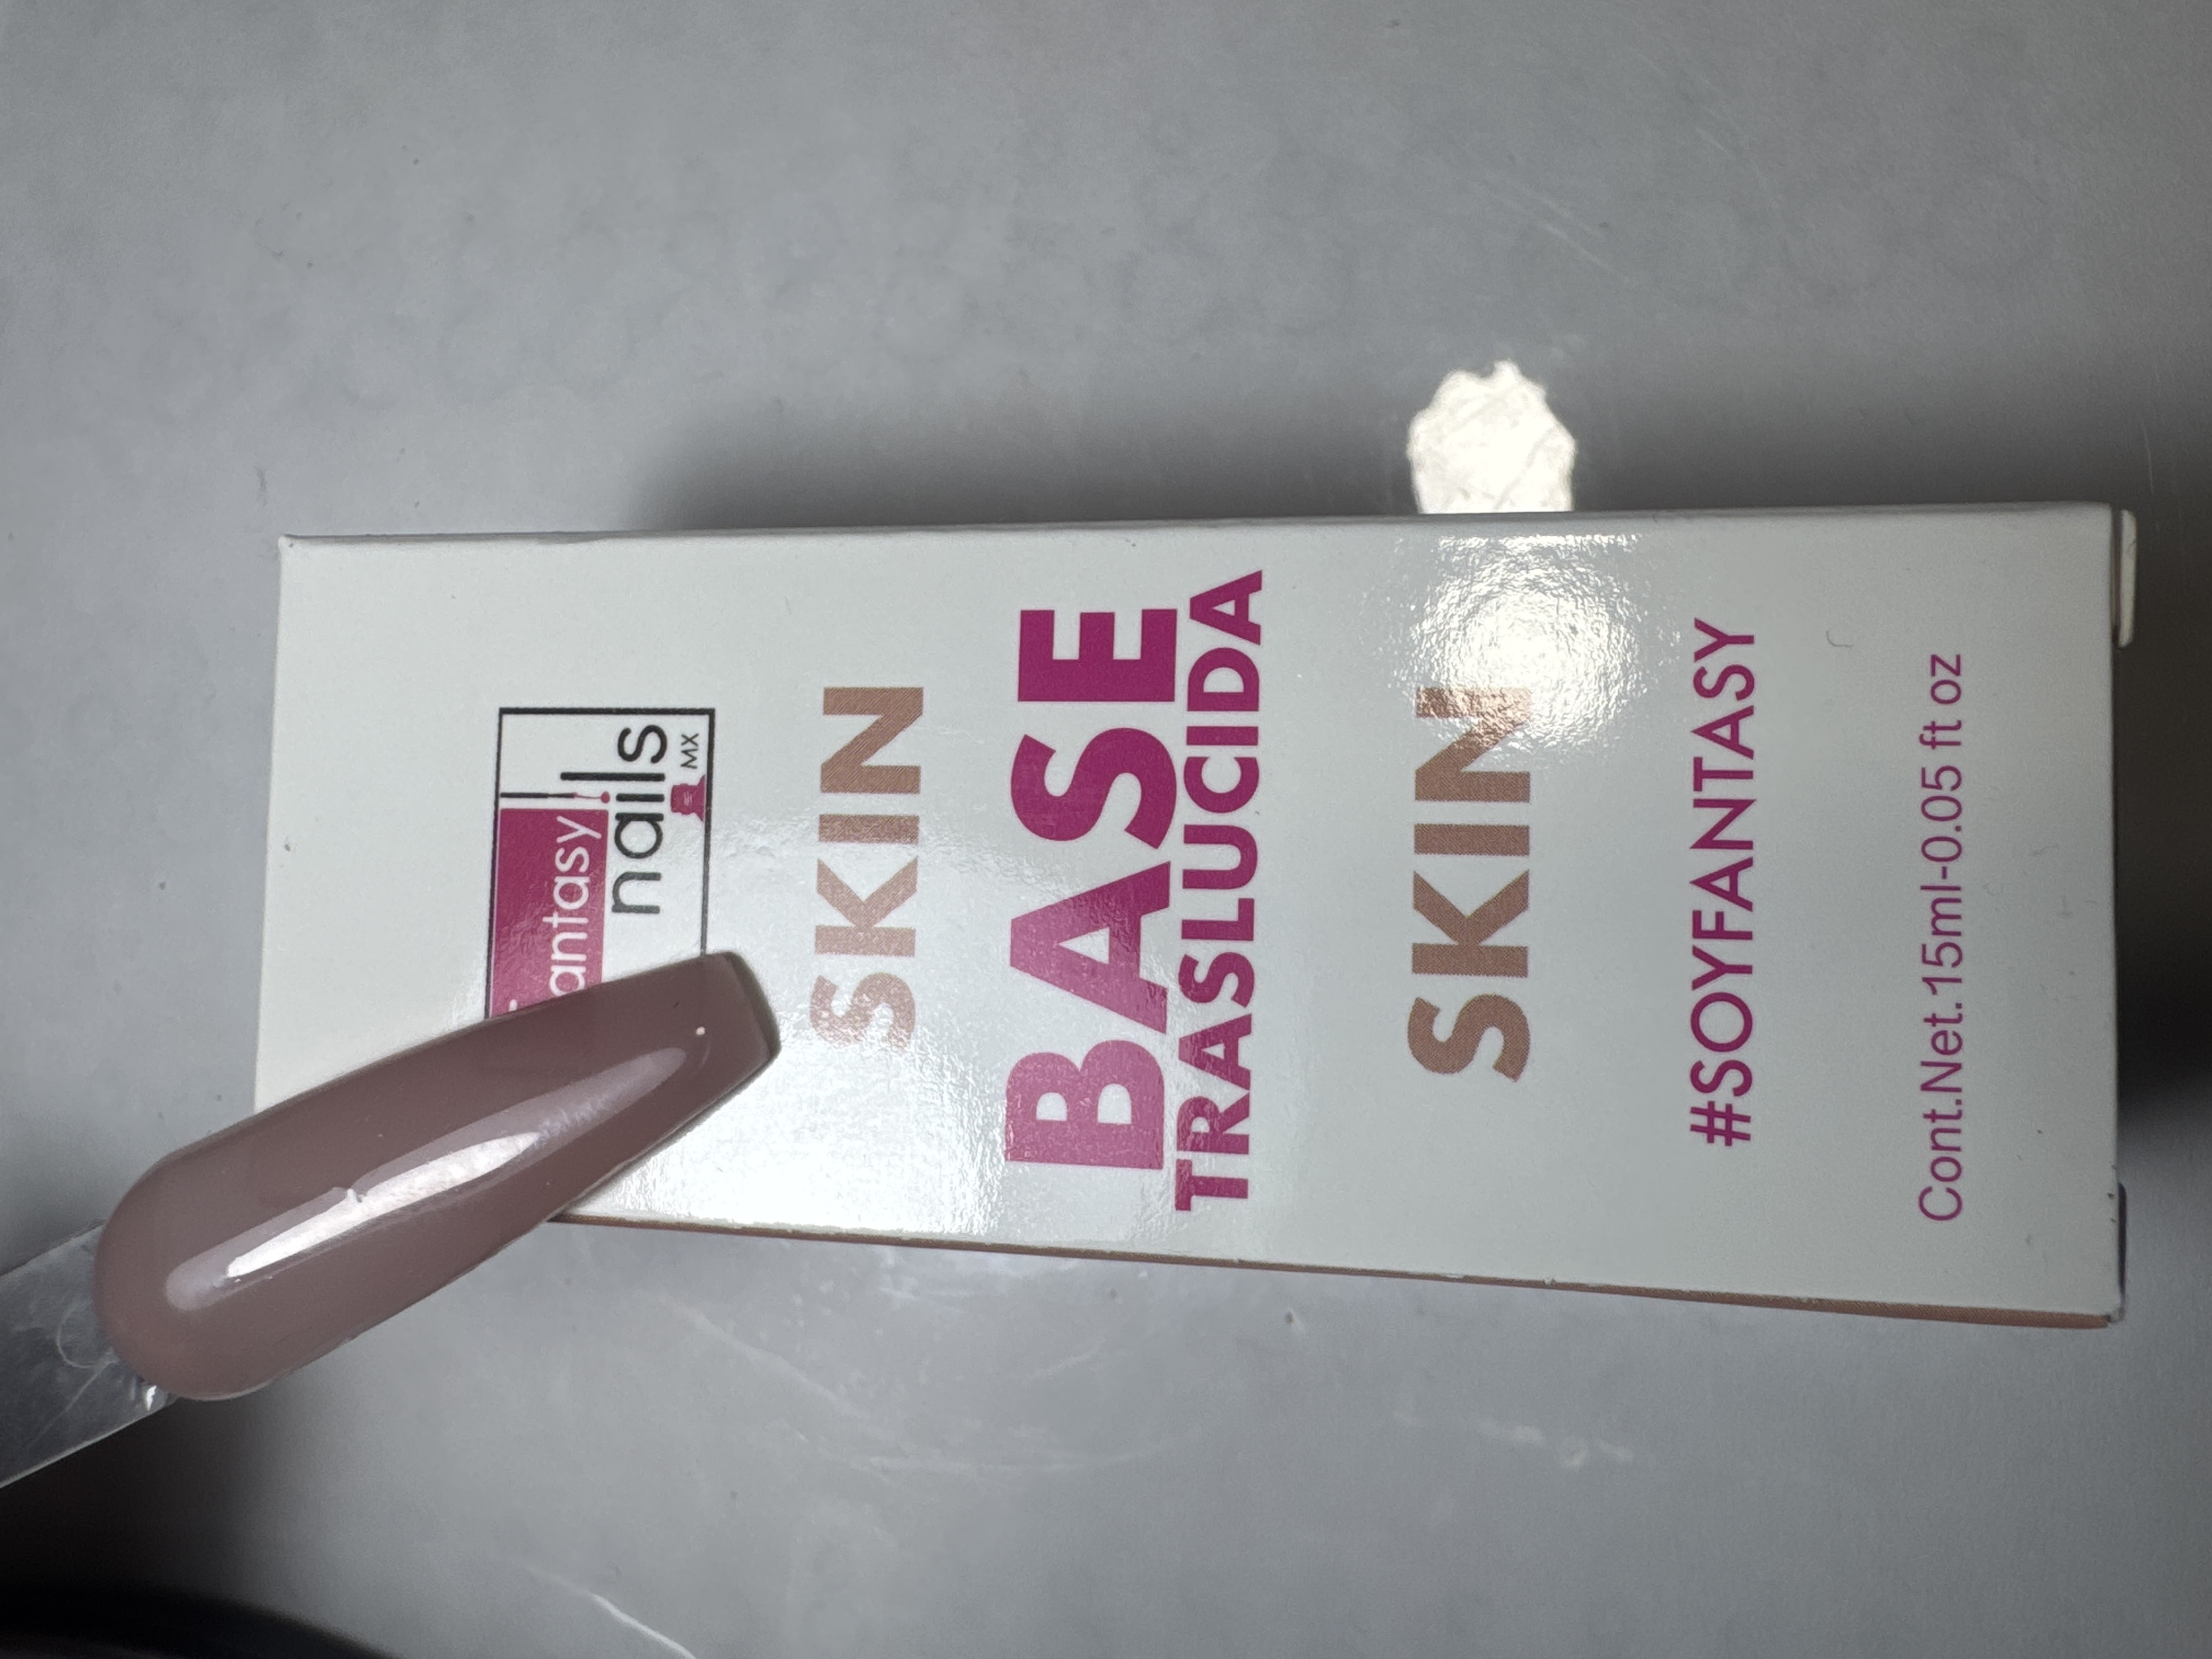 fantasy
nails
MX
SKIN
BASE
TRASLUCIDA
SKIN
#SOYFANTASY
Cont.Net.15ml-0.05 ft oz